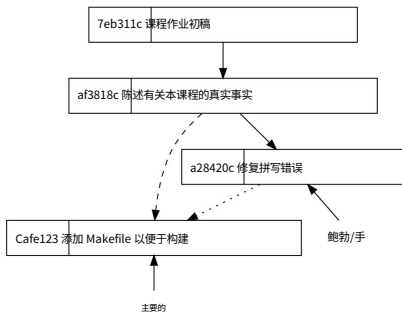 7eb311c 课程作业初稿
af3818c 陈述有关本课程的真实事实
a28420c 修复拼写错误
Cafe123 添加 Makefile 以便于构建
鲍勃/手
主要的